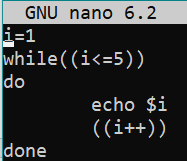 GNU nano 6.2
i=1
while((i<=5))
do
        echo $i
        ((i++))
done